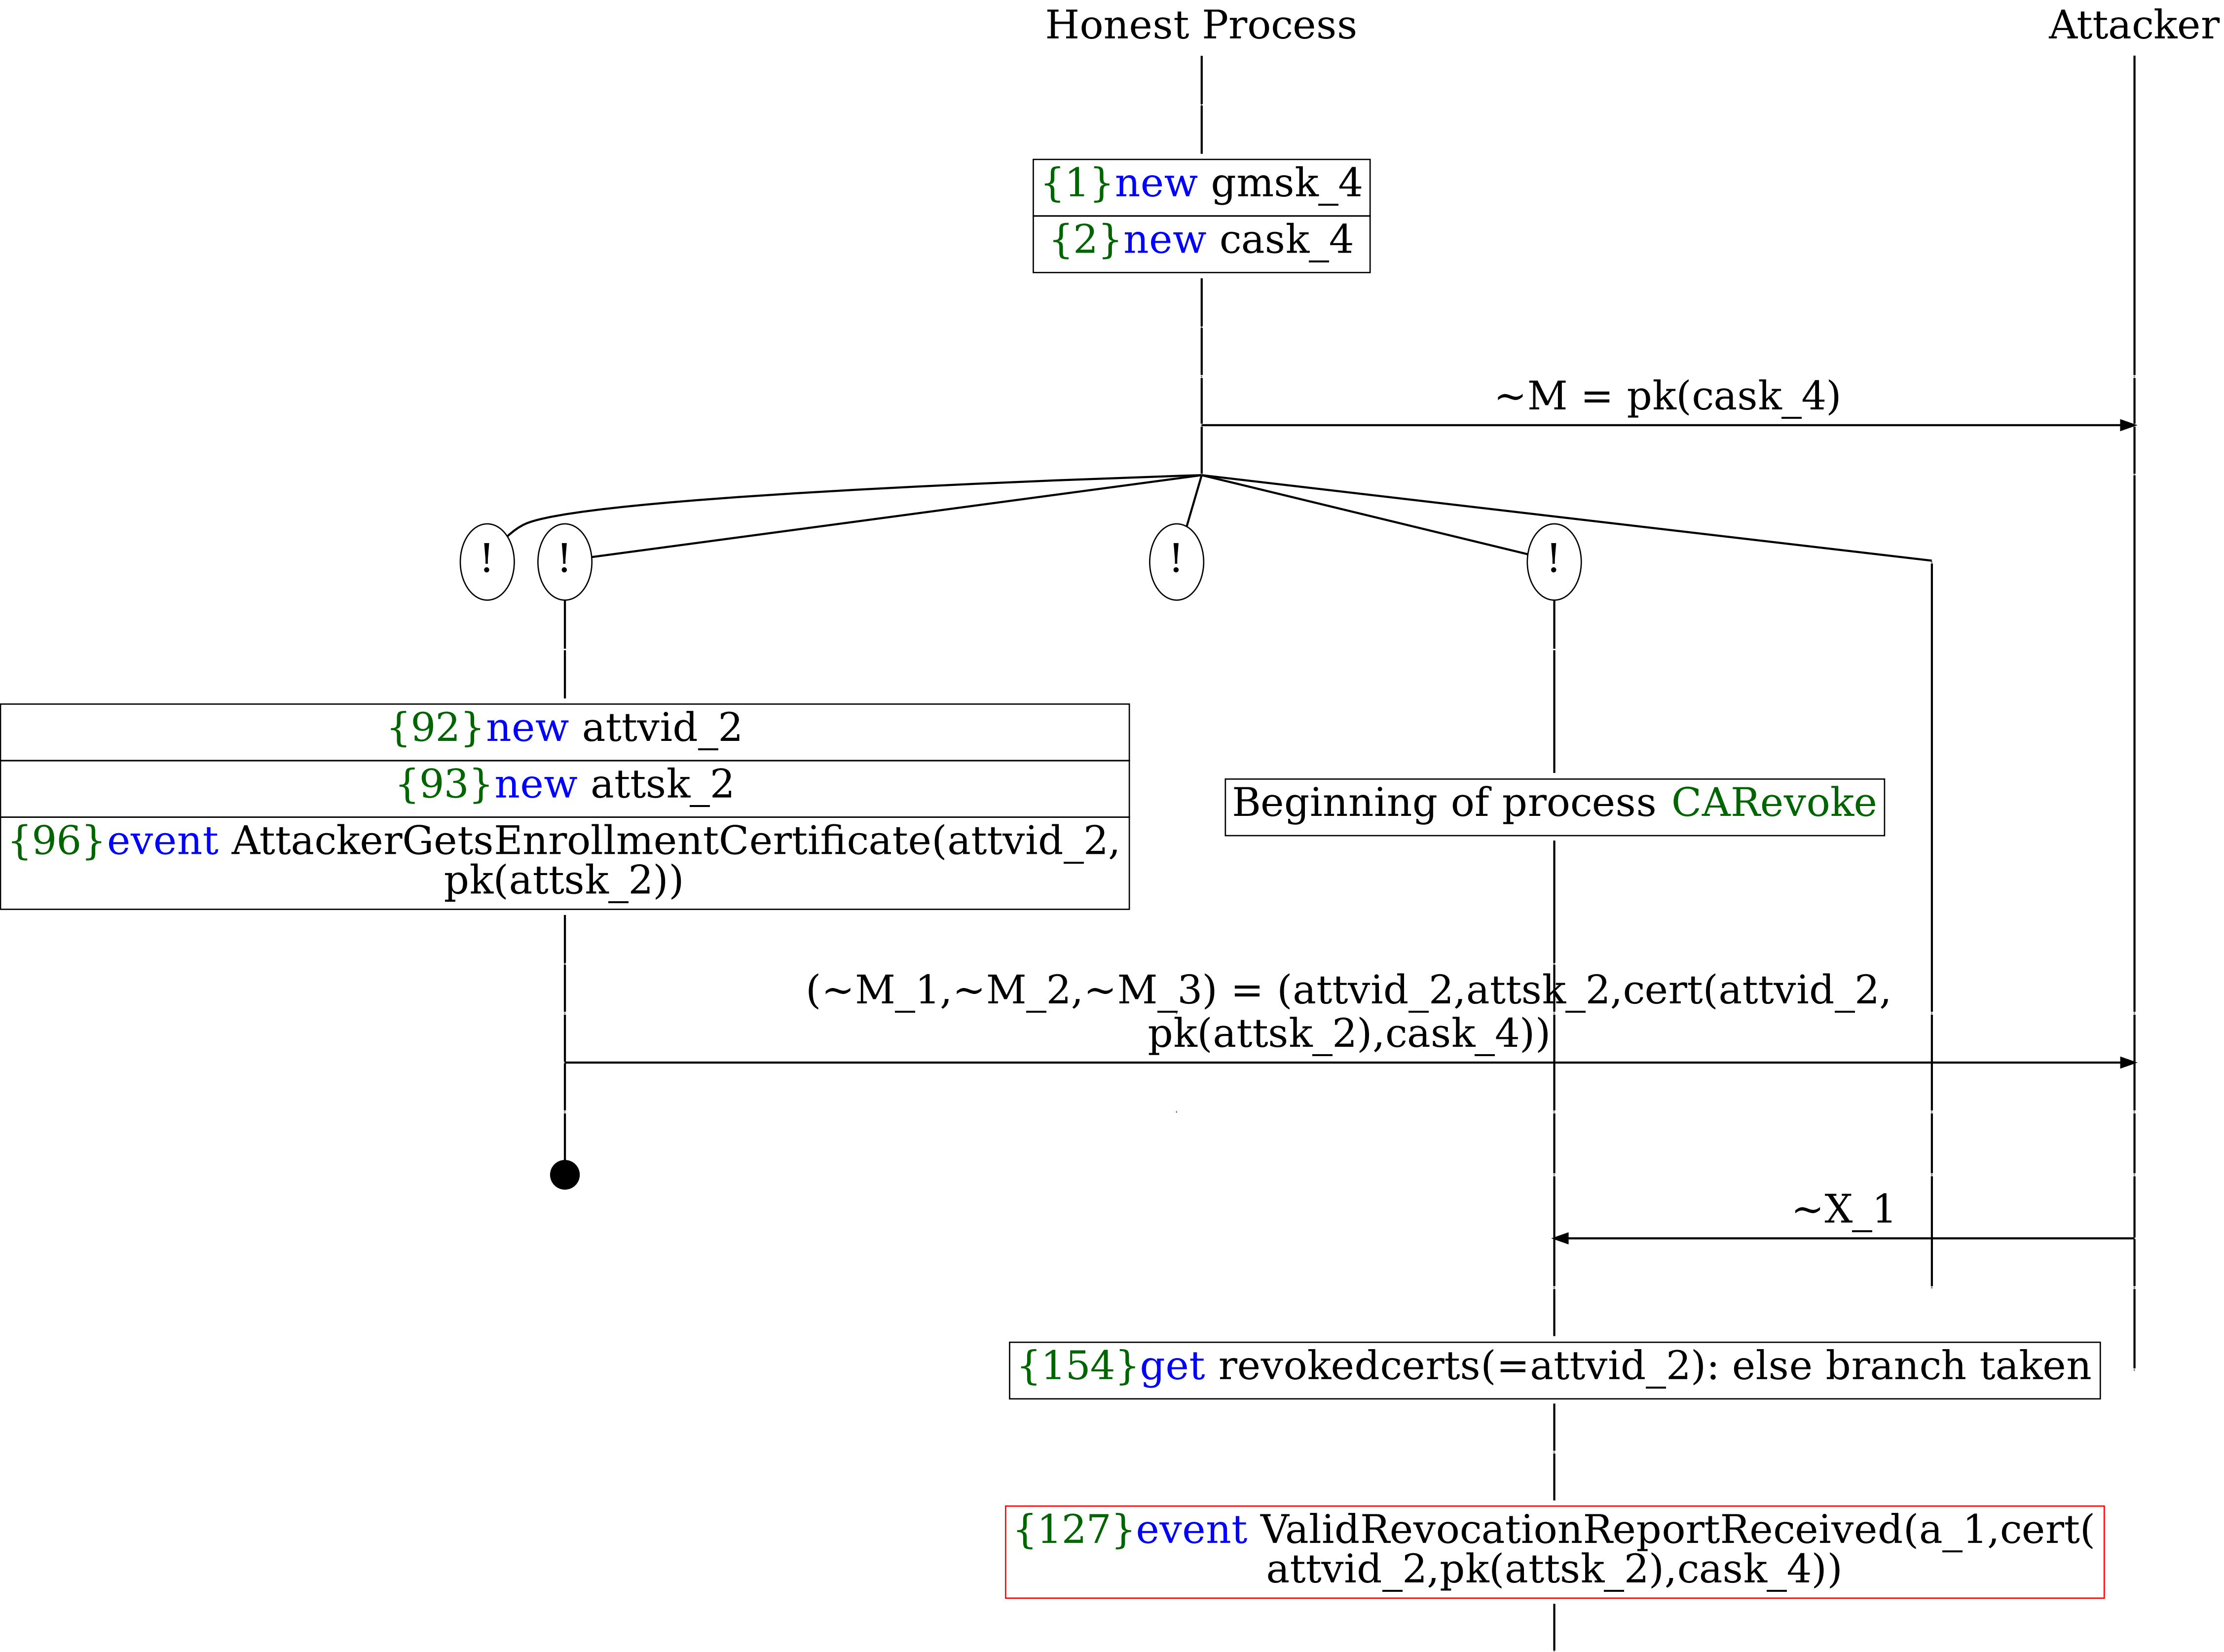 Honest Process
Attacker
{1}new gmsk_4
{2}new cask_4
~M = pk(cask_4)
!
!
!
!
{92}new attvid_2
{93}new attsk_2
{96}event AttackerGetsEnrollmentCertificate(attvid_2,
pk(attsk_2))
Beginning of process CARevoke
(~M_1,~M_2,~M_3) = (attvid_2,attsk_2,cert(attvid_2,
pk(attsk_2),cask_4))
~X_1
{154}get revokedcerts(=attvid_2): else branch taken
{127}event ValidRevocationReportReceived(a_1,cert(
attvid_2,pk(attsk_2),cask_4))